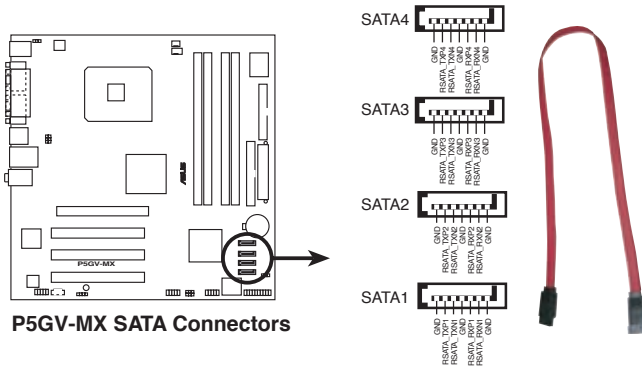 SATA4
GND
RSATA_TXP4
RSATA_TXN4
GND
RSATA_RXP4
RSATA_RXN4
GND
SATA3
GND
RSATA_TXP3
RSATA_TXN3
GND
RSATA_RXP3
RSATA_RXN3
GND
SATA2
GND
RSATA_TXP2
RSATA_TXN2
GND
RSATA_RXP2
RSATA_RXN2
GND
SATA1
GND
RSATA_TXP1
RSATA_TXN1
GND
RSATA_RXP1
RSATA_RXN1
GND
ASUS
P5GV-MX
P5GV-MX SATA Connectors